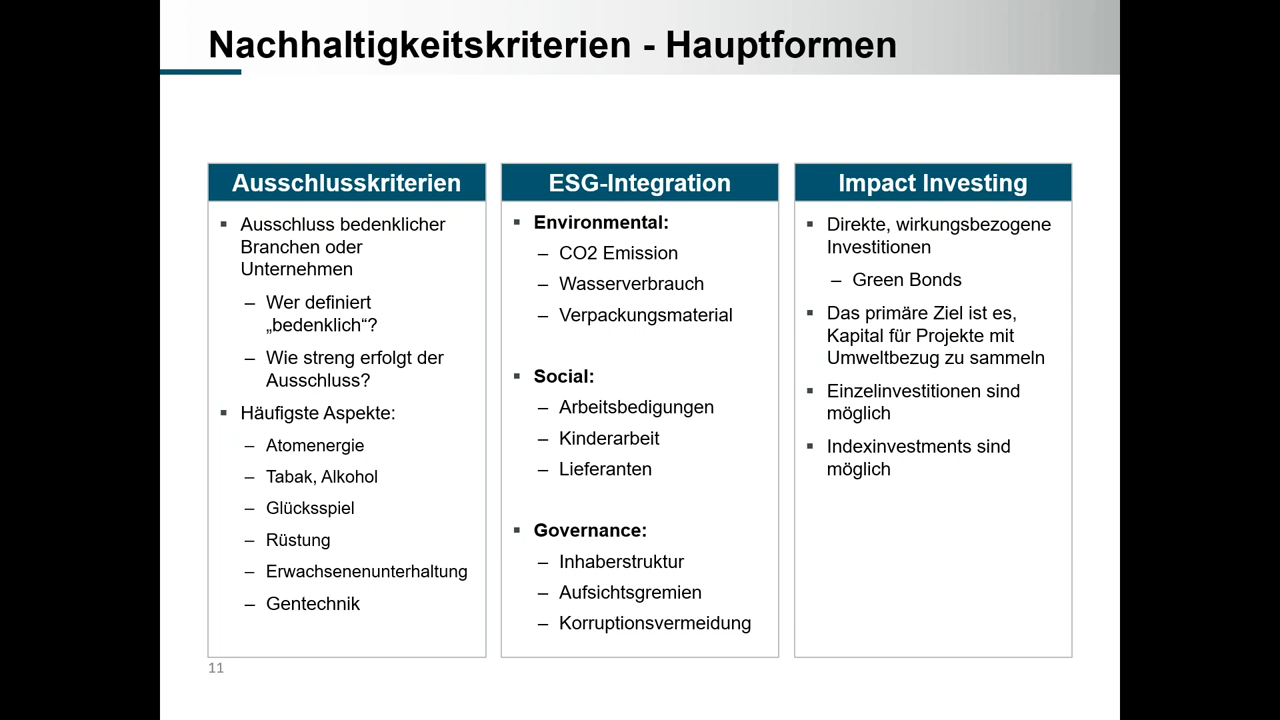 Nachhaltigkeitskriterien - Hauptformen
Ausschlusskriterien
▪ Ausschluss bedenklicher
Branchen oder
Unternehmen
– Wer definiert
„bedenklich“?
– Wie streng erfolgt der
Ausschluss?
▪ Häufigste Aspekte:
– Atomenergie
– Tabak, Alkohol
– Glücksspiel
– Rüstung
– Erwachsenenunterhaltung
– Gentechnik
ESG-Integration
▪ Environmental:
– CO2 Emission
– Wasserverbrauch
– Verpackungsmaterial
▪ Social:
– Arbeitsbedigungen
– Kinderarbeit
– Lieferanten
▪ Governance:
– Inhaberstruktur
– Aufsichtsgremien
– Korruptionsvermeidung
Impact Investing
▪ Direkte, wirkungsbezogene
Investitionen
– Green Bonds
▪ Das primäre Ziel ist es,
Kapital für Projekte mit
Umweltbezug zu sammeln
▪ Einzelinvestitionen sind
möglich
▪ Indexinvestments sind
möglich
11